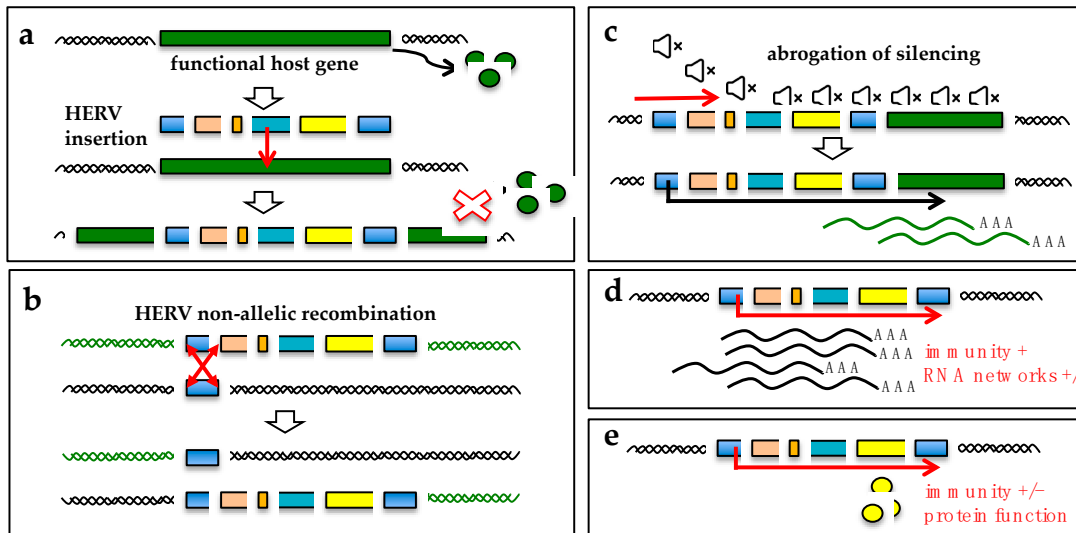 a
functional host gene
HERV
insertion
b
HERV non-allelic recombination
c
abrogation of silencing
AAA
AAA
d
AAA
AAA
AAA
AAA
immunity +
RNA networks +/
e
immunity +/−
protein function